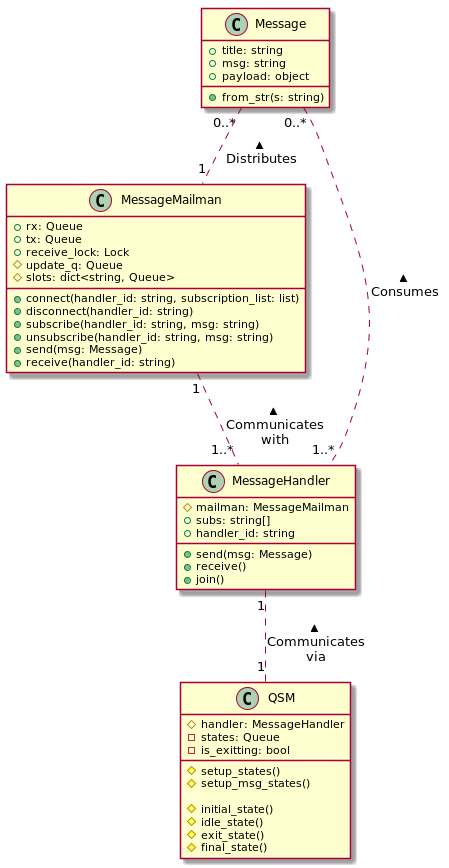 C Message
title: string
msg: string
payload: object
from_str(s: string)
0..*
0..*
▲
Distributes
1
▲
Consumes
C MessageMailman
rx: Queue
tx: Queue
receive_lock: Lock
update_q: Queue
slots: dict<string, Queue>
connect(handler_id: string, subscription_list: list)
disconnect(handler_id: string)
subscribe(handler_id: string, msg: string)
unsubscribe(handler_id: string, msg: string)
send(msg: Message)
receive(handler_id: string)
1
▲
Communicates
with
1..*
1..*
C MessageHandler
mailman: MessageMailman
subs: string[]
handler_id: string
send(msg: Message)
receive()
join()
1
▲
Communicates
via
1
C QSM
handler: MessageHandler
states: Queue
is_exitting: bool
setup_states()
setup_msg_states()
initial_state()
idle_state()
exit_state()
final_state()